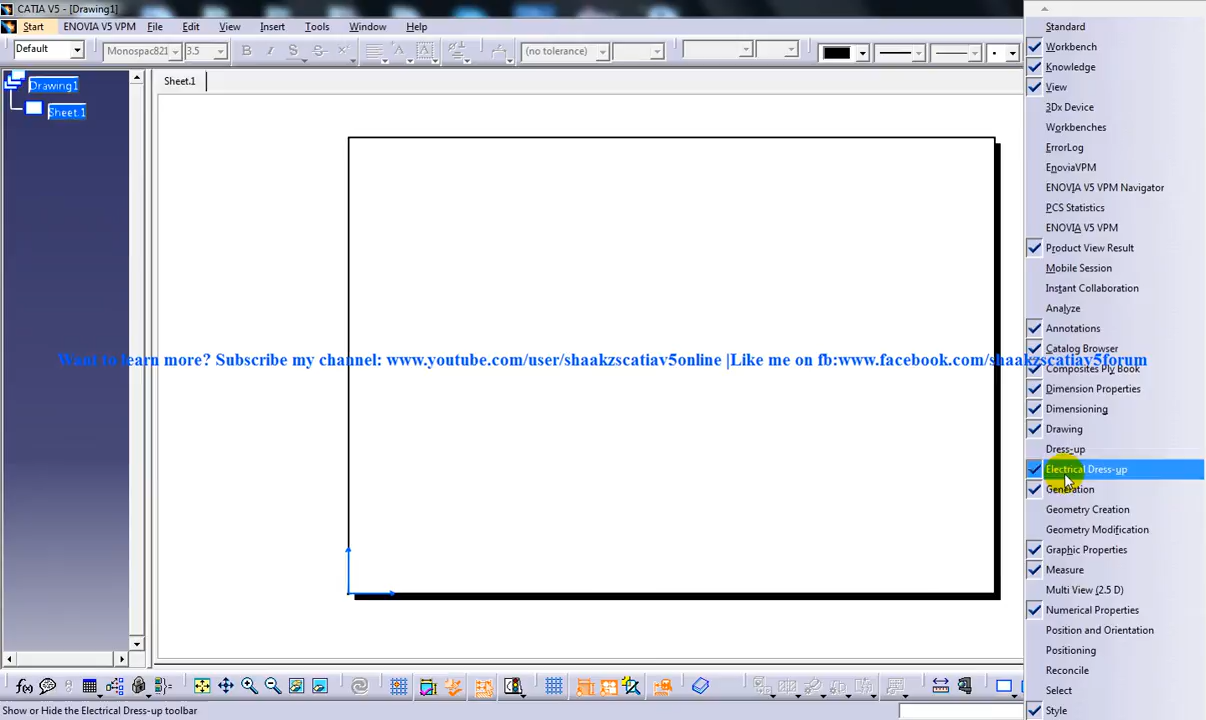 CATIA V5 - [Drawing1]
Start ENOVIA V5 VPM File Edit View Insert Tools Window Help
Default Monospac821 3.5 B I S (no tolerance)
Drawing1
Sheet.1
Sheet.1
Standard
Workbench
Knowledge
View
3Dx Device
Workbenches
ErrorLog
EnoviaVPM
ENOVIA V5 VPM Navigator
PCS Statistics
ENOVIA V5 VPM
Product View Result
Mobile Session
Instant Collaboration
Analyze
Annotations
Catalog Browser
Want to learn more? Subscribe my channel: www.youtube.com/user/shaakzscatiav5online |Like me on fb:www.facebook.com/shaakzscatiav5forum
Composites Ply Book
Dimension Properties
Dimensioning
Drawing
Dress-up
Electrical Dress-up
Generation
Geometry Creation
Geometry Modification
Graphic Properties
Measure
Multi View (2.5 D)
Numerical Properties
Position and Orientation
Positioning
Reconcile
Select
Style
Show or Hide the Electrical Dress-up toolbar